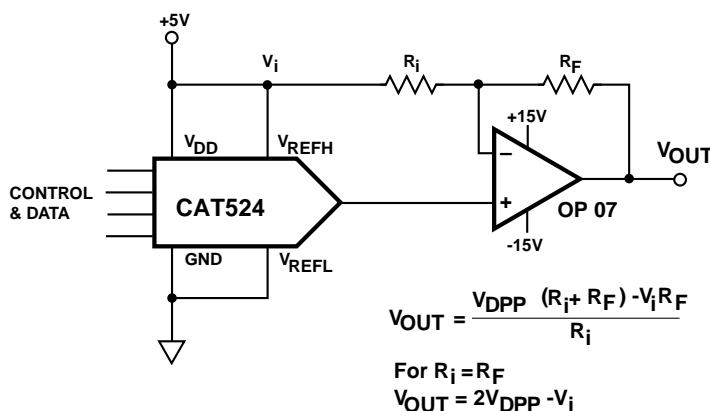 +5V
Vi
Ri
RF
+15V
VDD
VREFH
VOUT
CONTROL
& DATA
CAT524
−
+
OP 07
-15V
GND
VREFL
VOUT = VDPP (Ri+ RF) -ViRF
Ri
For Ri =RF
VOUT = 2VDPP -Vi